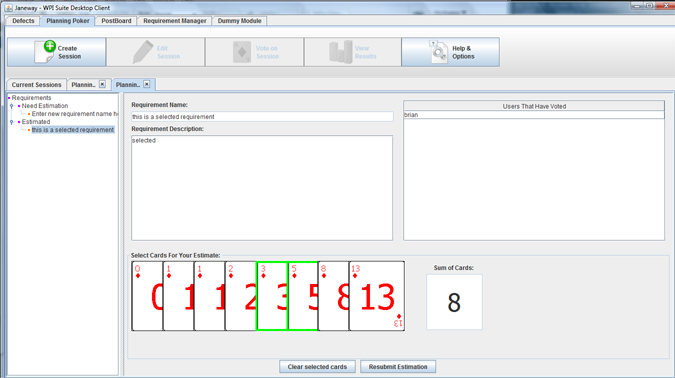 Janeway - WPI Suite Desktop Client
Defects Planning Poker PostBoard Requirement Manager Dummy Module
Create Session
Edit Session
Vote on Session
View Results
Help & Options
Current Sessions Plannin.. Plannin..
Requirements
Need Estimation
Enter new requirement name he
Estimated
this is a selected requirement
Requirement Name:
this is a selected requirement
Requirement Description:
selected
Users That Have Voted
brian
Select Cards For Your Estimate:
0 1 1 2 3 5 8 13
0 1 1 2 3 5 8 13
13
Sum of Cards:
8
Clear selected cards Resubmit Estimation